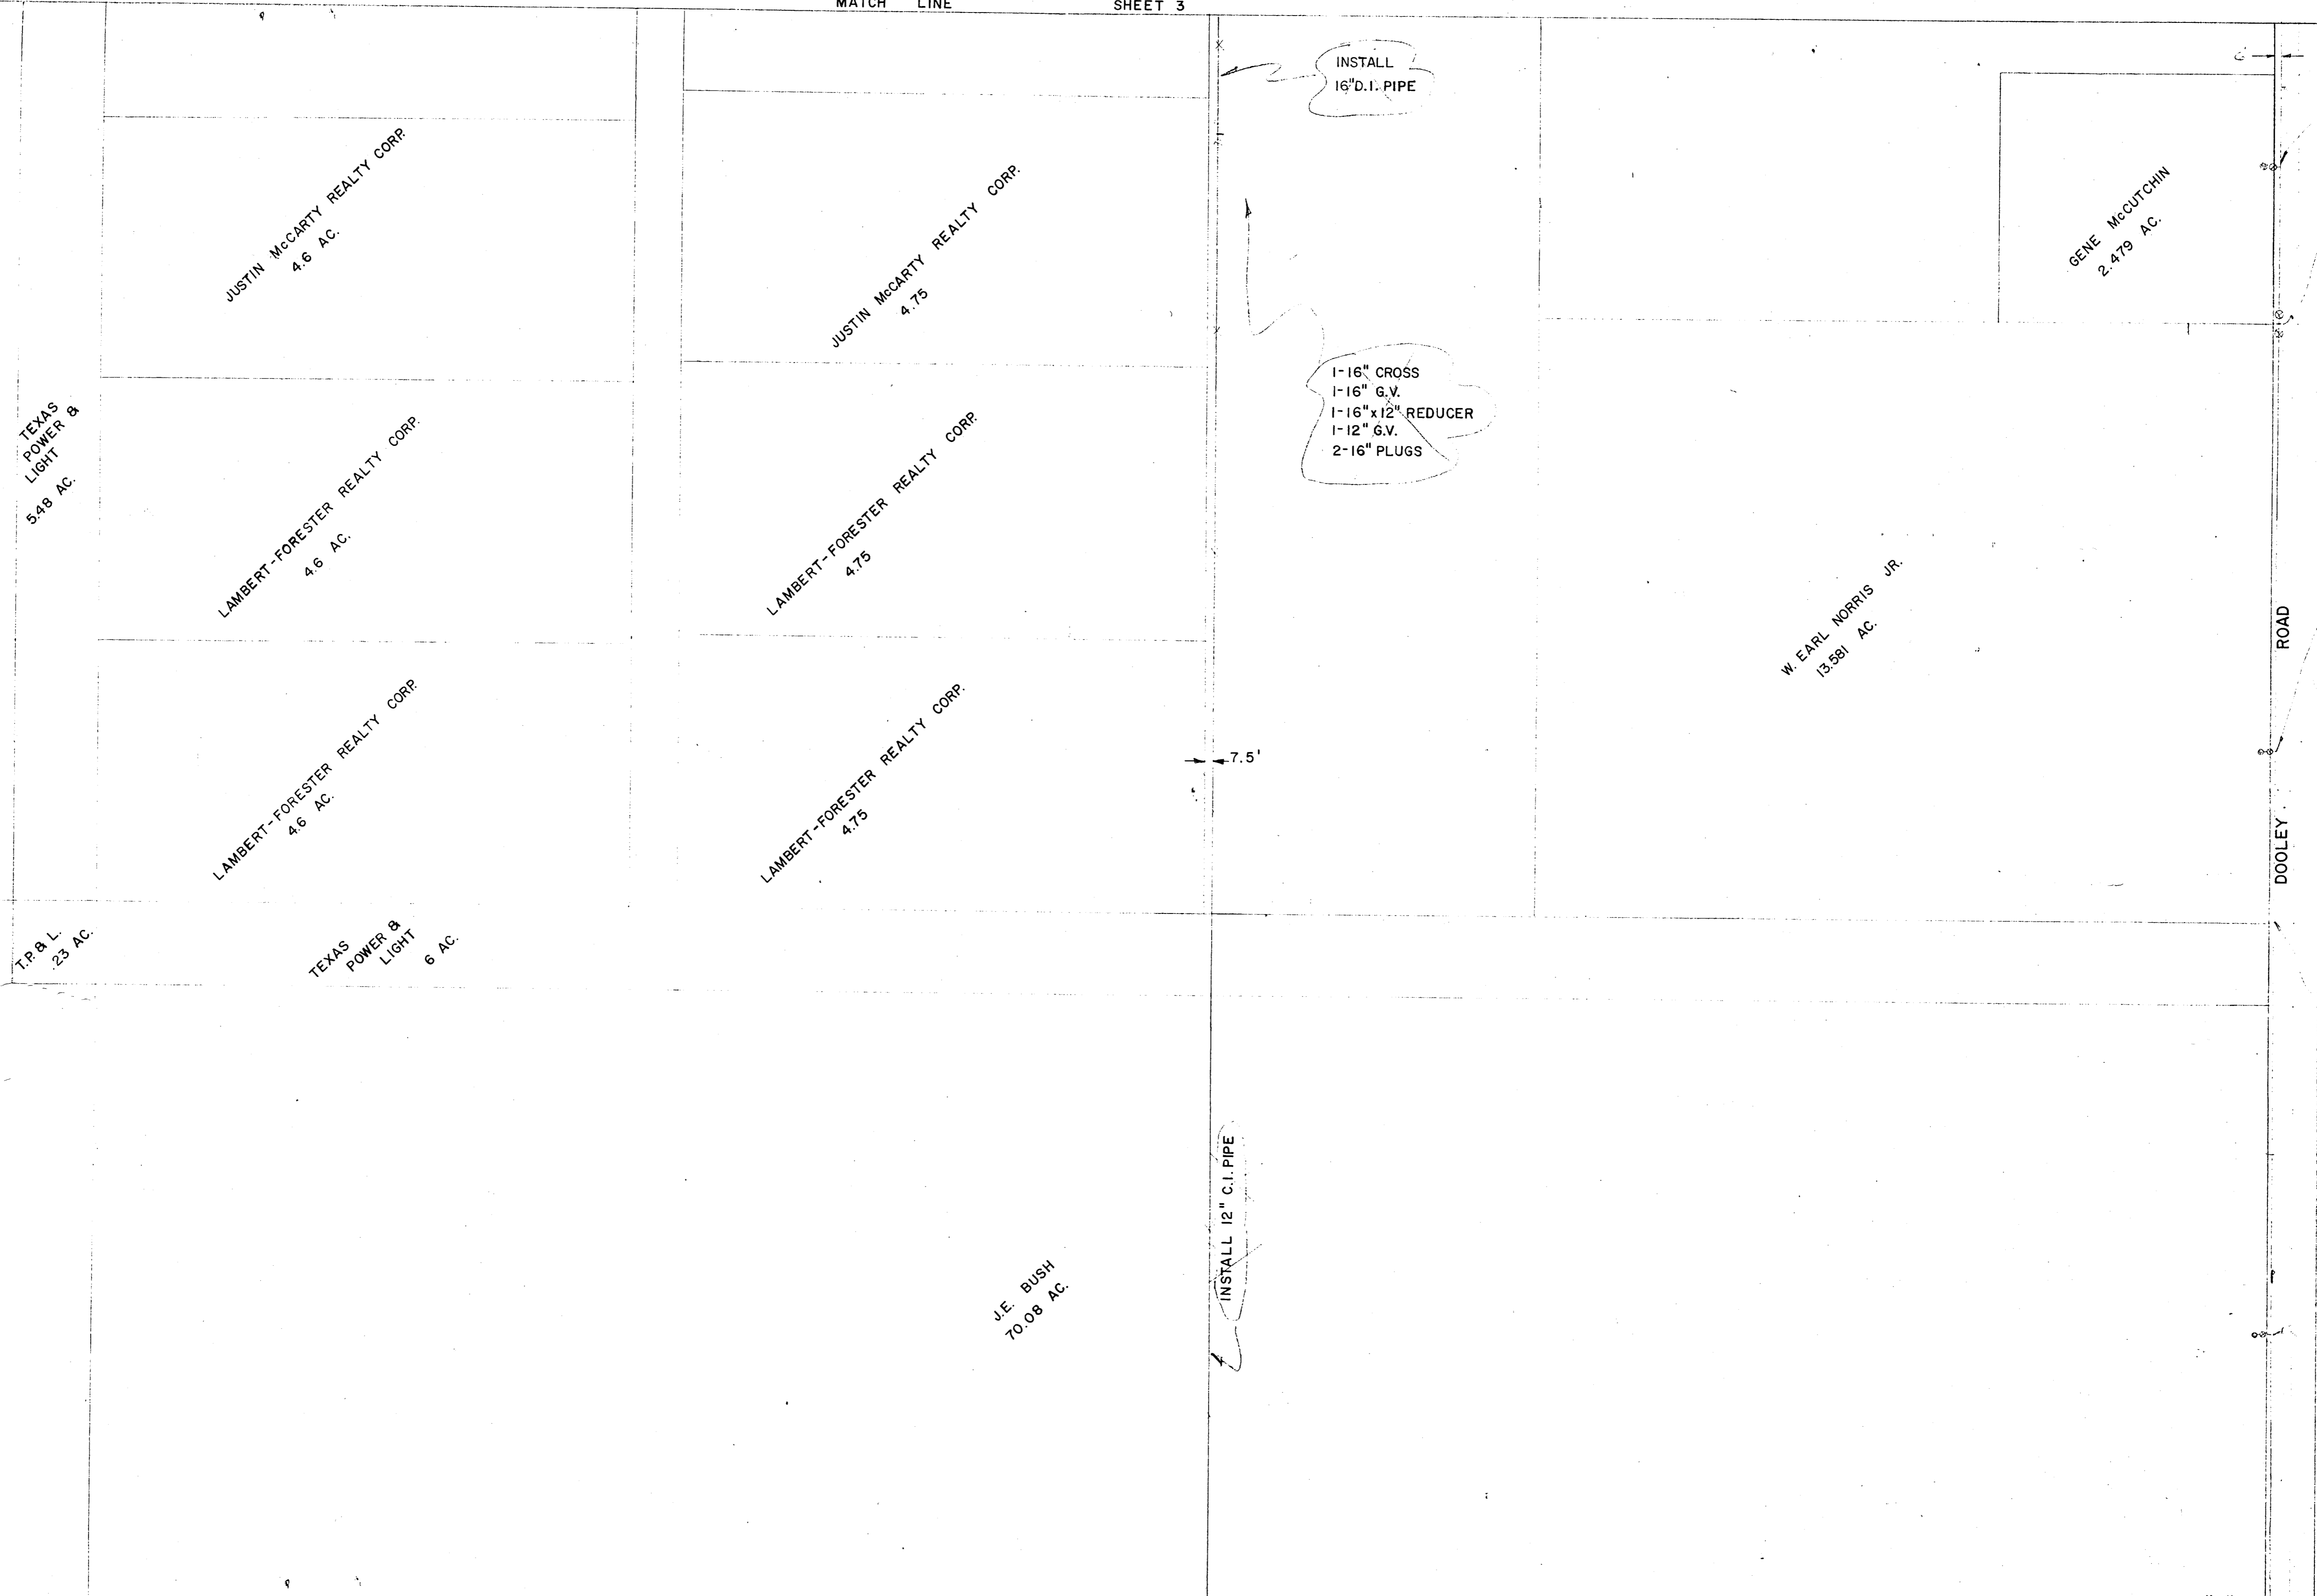 MATCH LINE SHEET 3
INSTALL
16" D.I. PIPE
JUSTIN McCARTY REALTY CORP.
4.6 AC.
JUSTIN McCARTY REALTY CORP.
4.75
GENE McCUTCHIN
2.479 AC.
1-16" CROSS
1-16" G.V.
1-16"x12" REDUCER
1-12" G.V.
2-16" PLUGS
TEXAS
POWER &
LIGHT
5.48 AC.
LAMBERT-FORESTER REALTY CORP.
4.6 AC.
LAMBERT-FORESTER REALTY CORP.
4.75
W. EARL NORRIS JR.
13.581 AC.
DOOLEY ROAD
LAMBERT-FORESTER REALTY CORP.
4.6 AC.
LAMBERT-FORESTER REALTY CORP.
4.75
7.5'
T.P. & L.
.23 AC.
TEXAS
POWER &
LIGHT
6 AC.
INSTALL 12" C.I. PIPE
J.E. BUSH
70.08 AC.